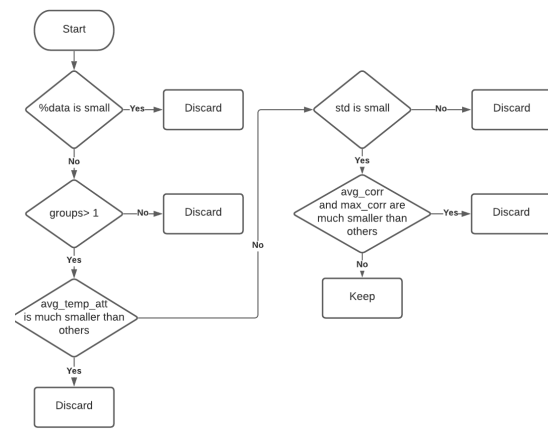 Start
%data is small
Yes
Discard
No
groups> 1
No
Discard
Yes
avg_temp_att
is much smaller than
others
Yes
Discard
No
std is small
No
Discard
Yes
avg_corr
and max_corr are
much smaller than
others
Yes
Discard
No
Keep